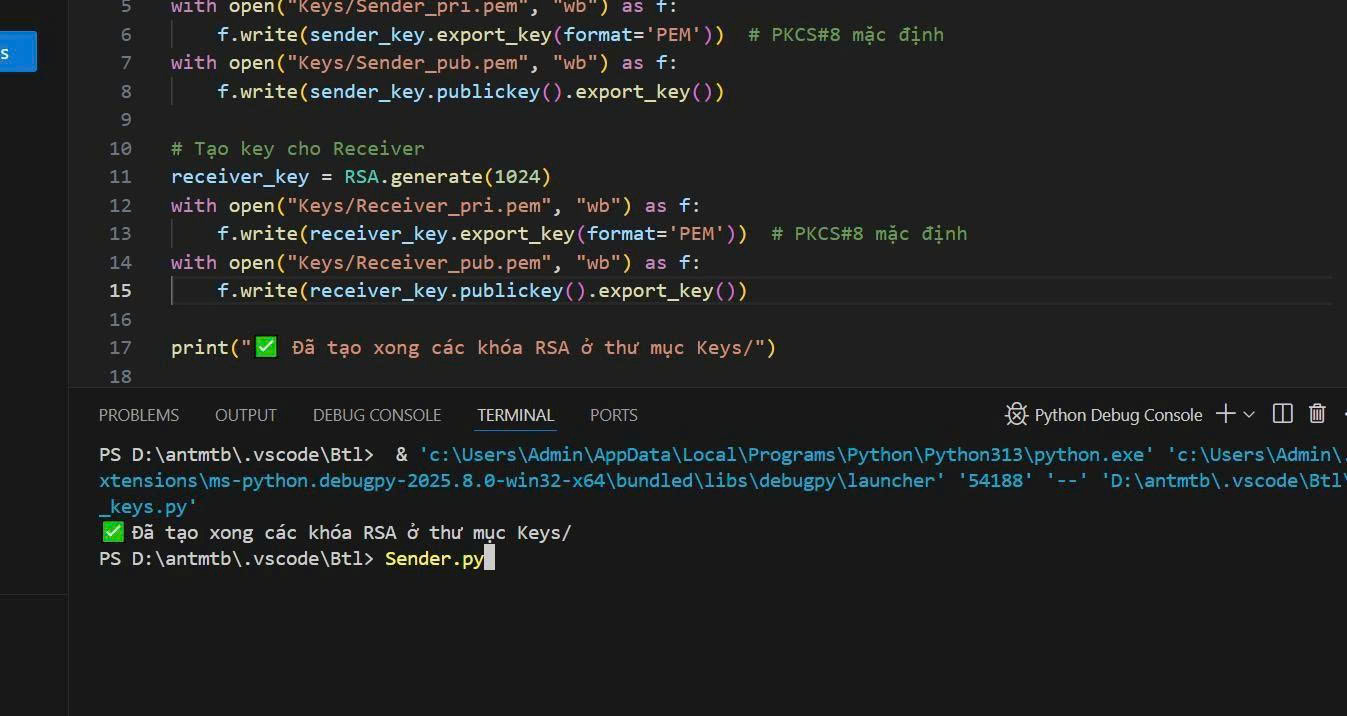 s
5 with open("Keys/Sender_pri.pem", "wb") as f:
6 f.write(sender_key.export_key(format='PEM')) # PKCS#8 mặc định
7 with open("Keys/Sender_pub.pem", "wb") as f:
8 f.write(sender_key.publickey().export_key())
9
10 # Tạo key cho Receiver
11 receiver_key = RSA.generate(1024)
12 with open("Keys/Receiver_pri.pem", "wb") as f:
13 f.write(receiver_key.export_key(format='PEM')) # PKCS#8 mặc định
14 with open("Keys/Receiver_pub.pem", "wb") as f:
15 f.write(receiver_key.publickey().export_key())
16
17 print("✅ Đã tạo xong các khóa RSA ở thư mục Keys/")
18
PROBLEMS OUTPUT DEBUG CONSOLE TERMINAL PORTS Python Debug Console
PS D:\antmtb\.vscode\Btl> & 'c:\Users\Admin\AppData\Local\Programs\Python\Python313\python.exe' 'c:\Users\Admin\.
xtensions\ms-python.debugpy-2025.8.0-win32-x64\bundled\libs\debugpy\launcher' '54188' '--' 'D:\antmtb\.vscode\Btl\
_keys.py'
✅ Đã tạo xong các khóa RSA ở thư mục Keys/
PS D:\antmtb\.vscode\Btl> Sender.py